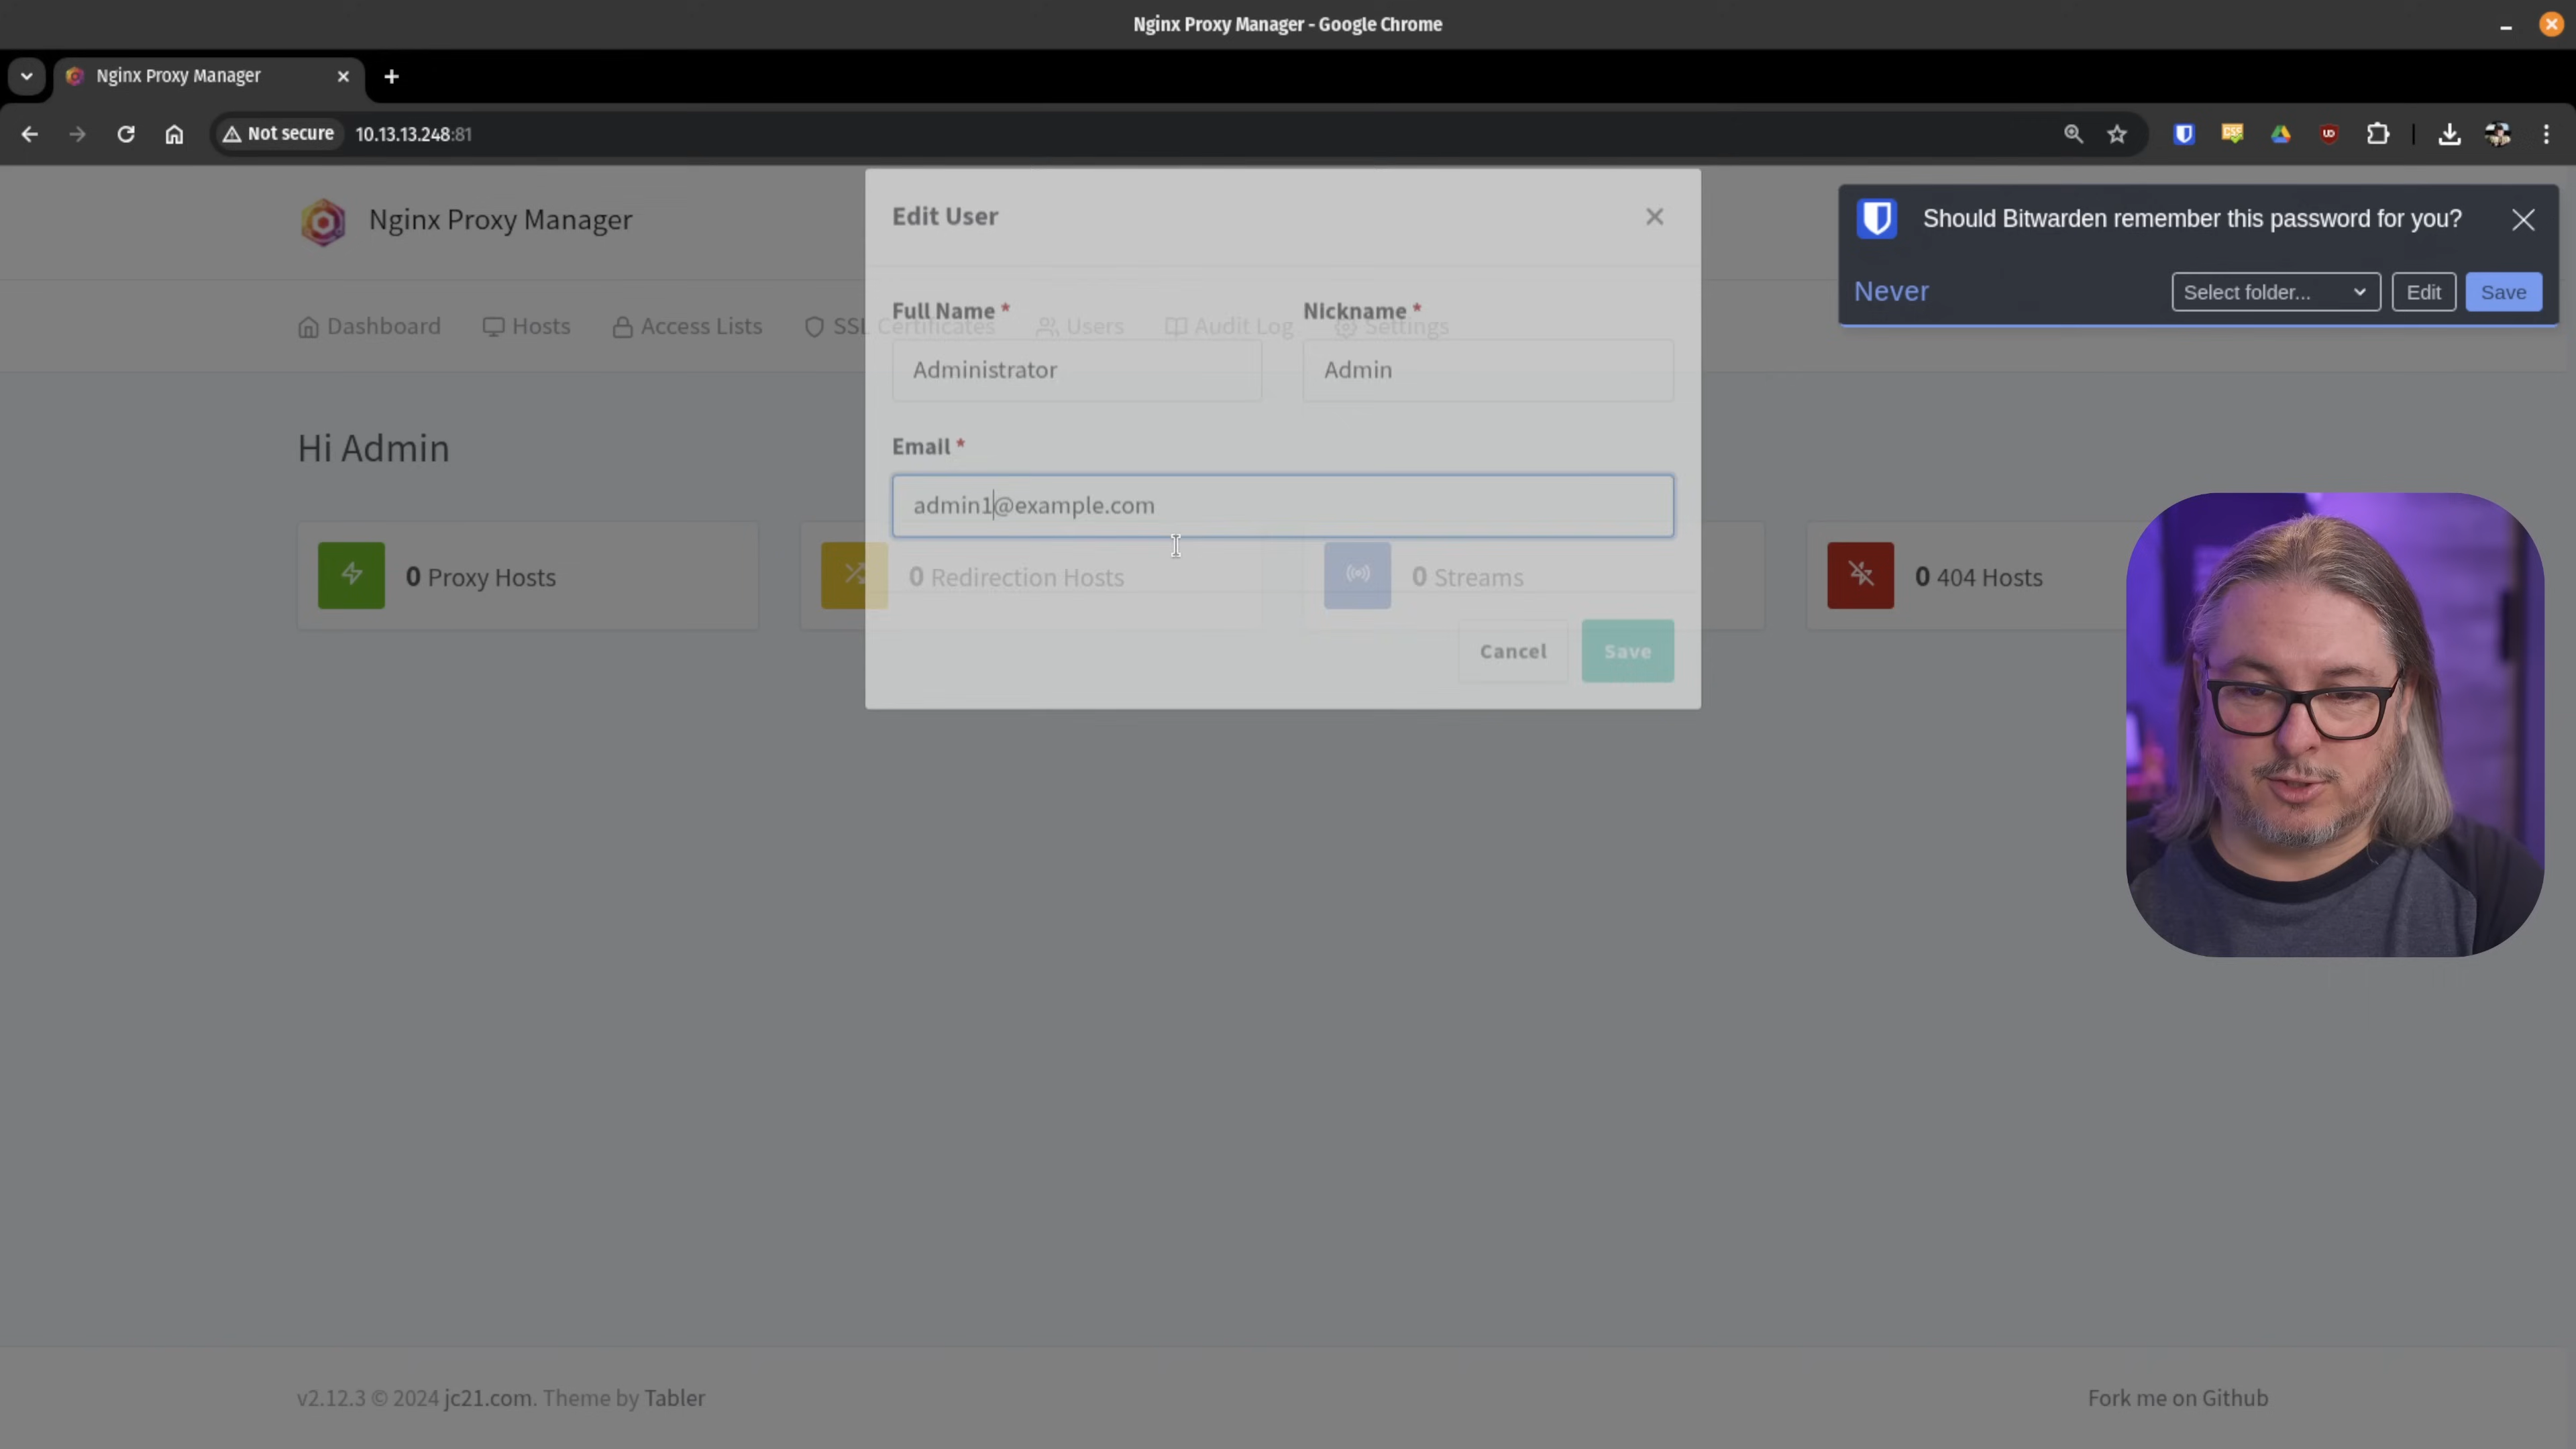 Nginx Proxy Manager - Google Chrome
Nginx Proxy Manager
Not secure 10.13.13.248:81
Nginx Proxy Manager
Edit User
Should Bitwarden remember this password for you?
Never Select folder... Edit Save
Dashboard Hosts Access Lists SSL Certificates Users Audit Log Settings
Full Name * Nickname *
Administrator Admin
Hi Admin
Email *
admin1@example.com
0 Proxy Hosts 0 Redirection Hosts 0 Streams 0 404 Hosts
Cancel Save
v2.12.3 © 2024 jc21.com. Theme by Tabler
Fork me on Github